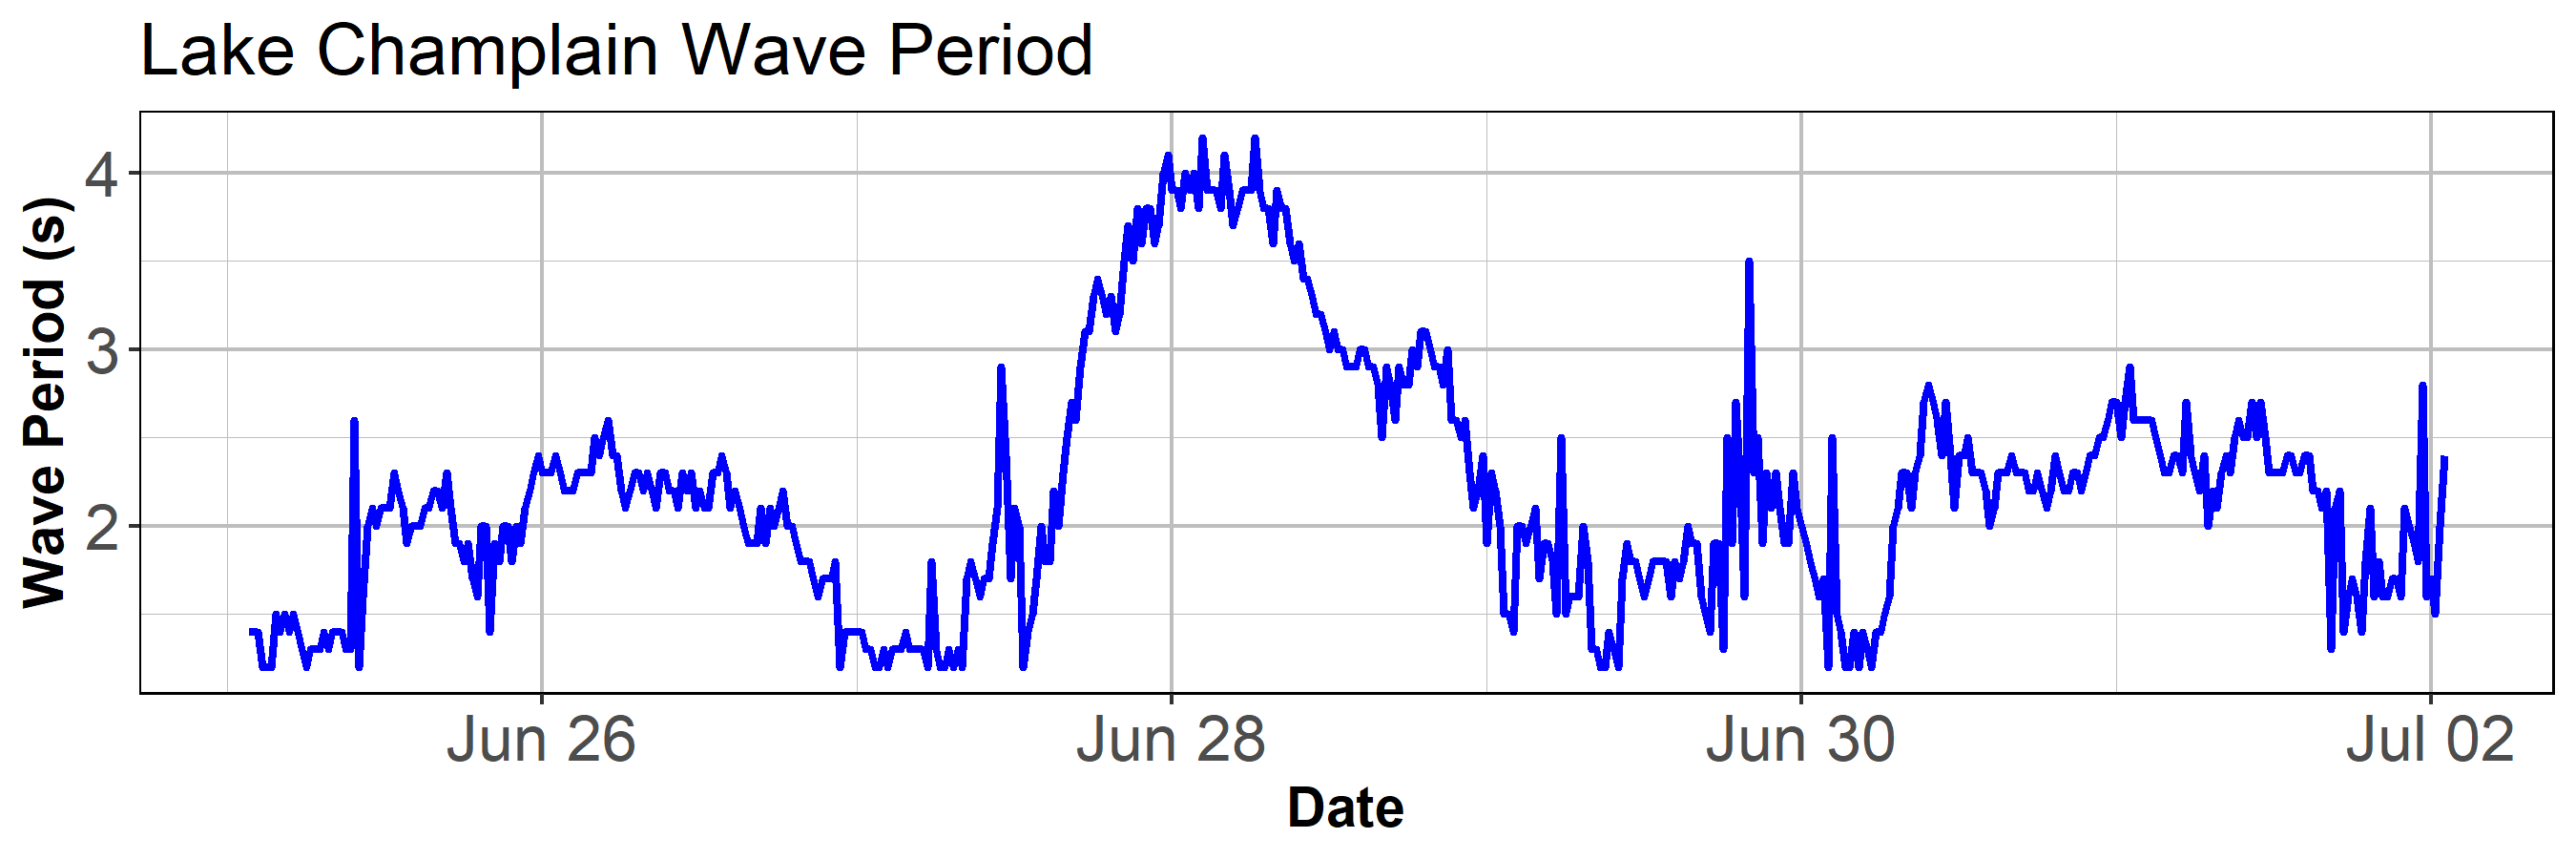 Lake Champlain Wave Period
Wave Period (s)
4
3
2
Jun 26
Jun 28
Jun 30
Jul 02
Date